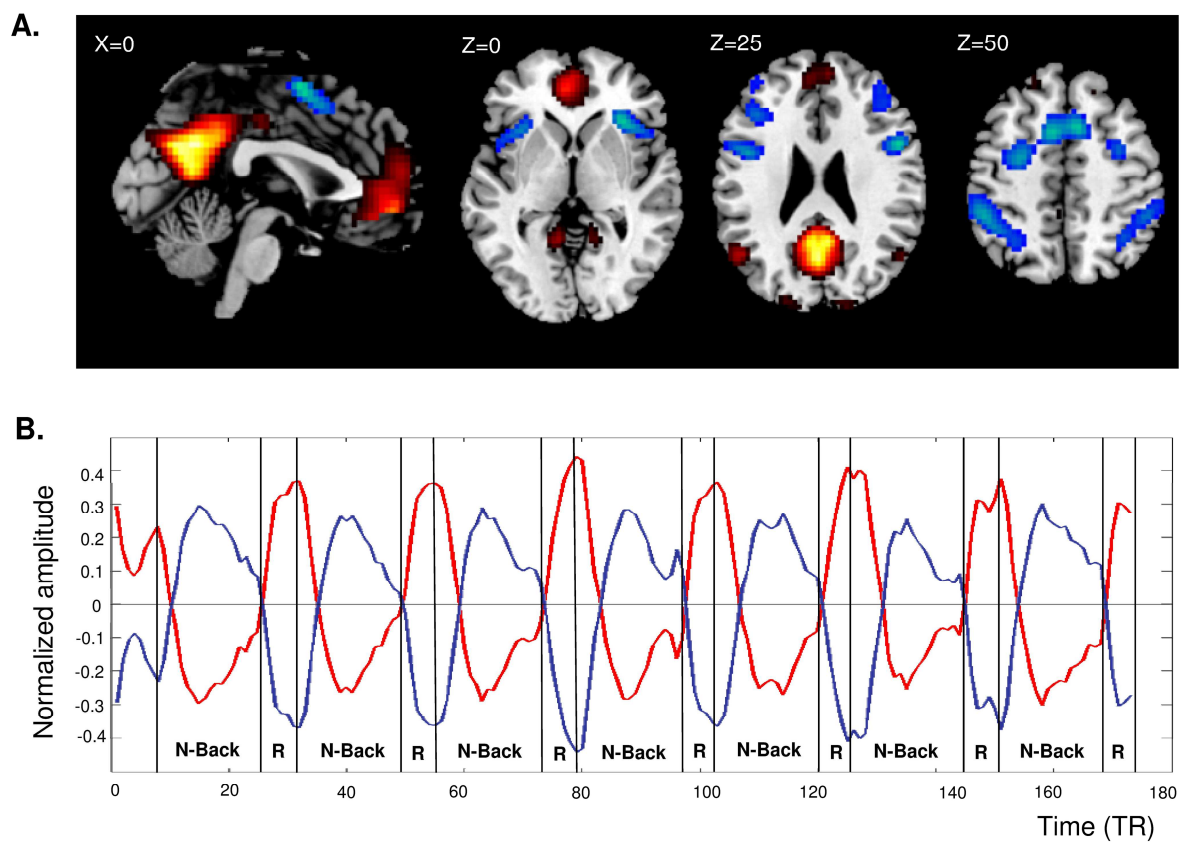 A.
X=0 Z=0 Z=25 Z=50
B.
Normalized amplitude
0.4
0.3
0.2
0.1
0
-0.1
-0.2
-0.3
-0.4
N-Back R N-Back R N-Back R N-Back R N-Back R N-Back R N-Back R
0 20 40 60 80 100 120 140 160 180
Time (TR)